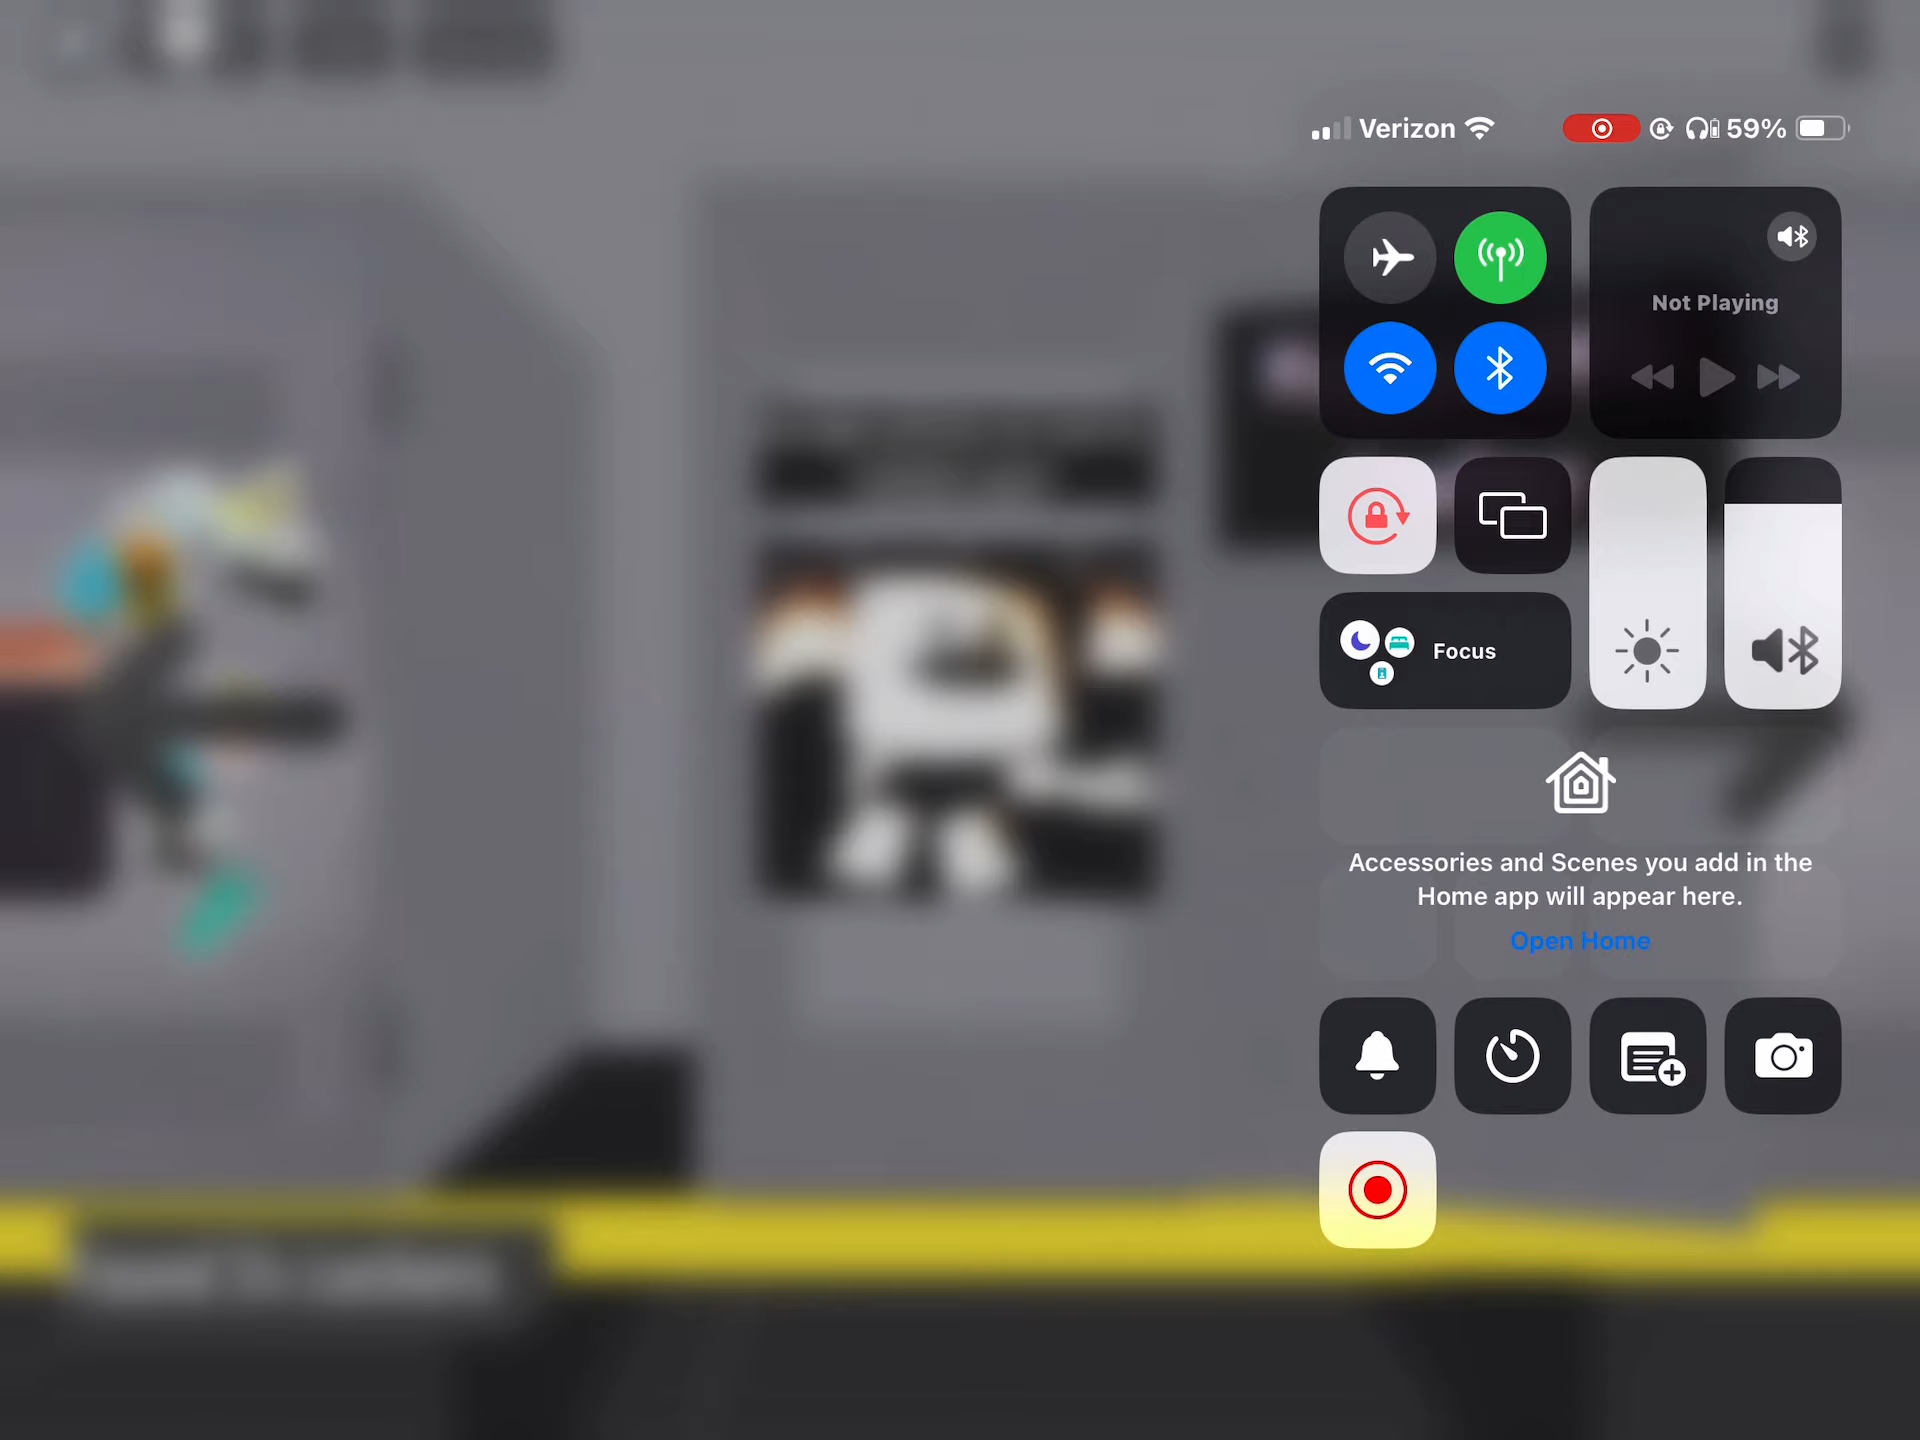 Verizon
59%
Not Playing
Focus
Accessories and Scenes you add in the
Home app will appear here.
Open Home